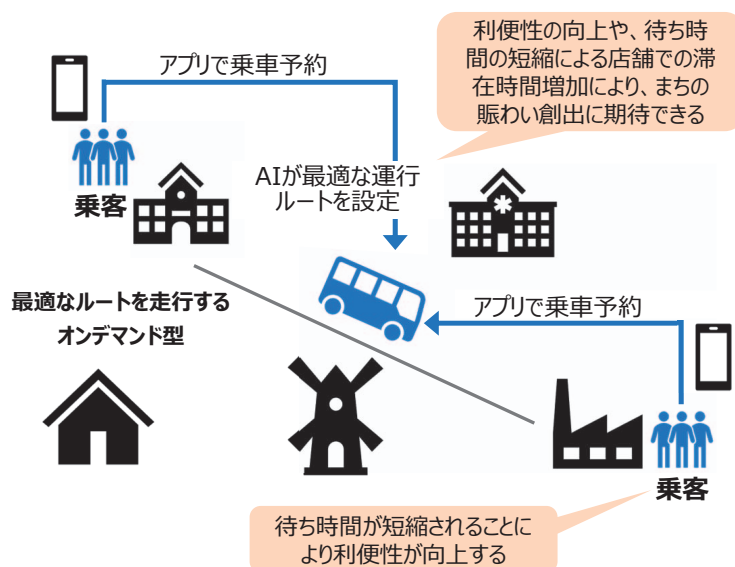 利便性の向上や、待ち時
間の短縮による店舗での滞
在時間増加により、まちの
賑わい創出に期待できる
アプリで乗車予約
乗客
AIが最適な運行
ルートを設定
最適なルートを走行する
オンデマンド型
アプリで乗車予約
乗客
待ち時間が短縮されることに
より利便性が向上する